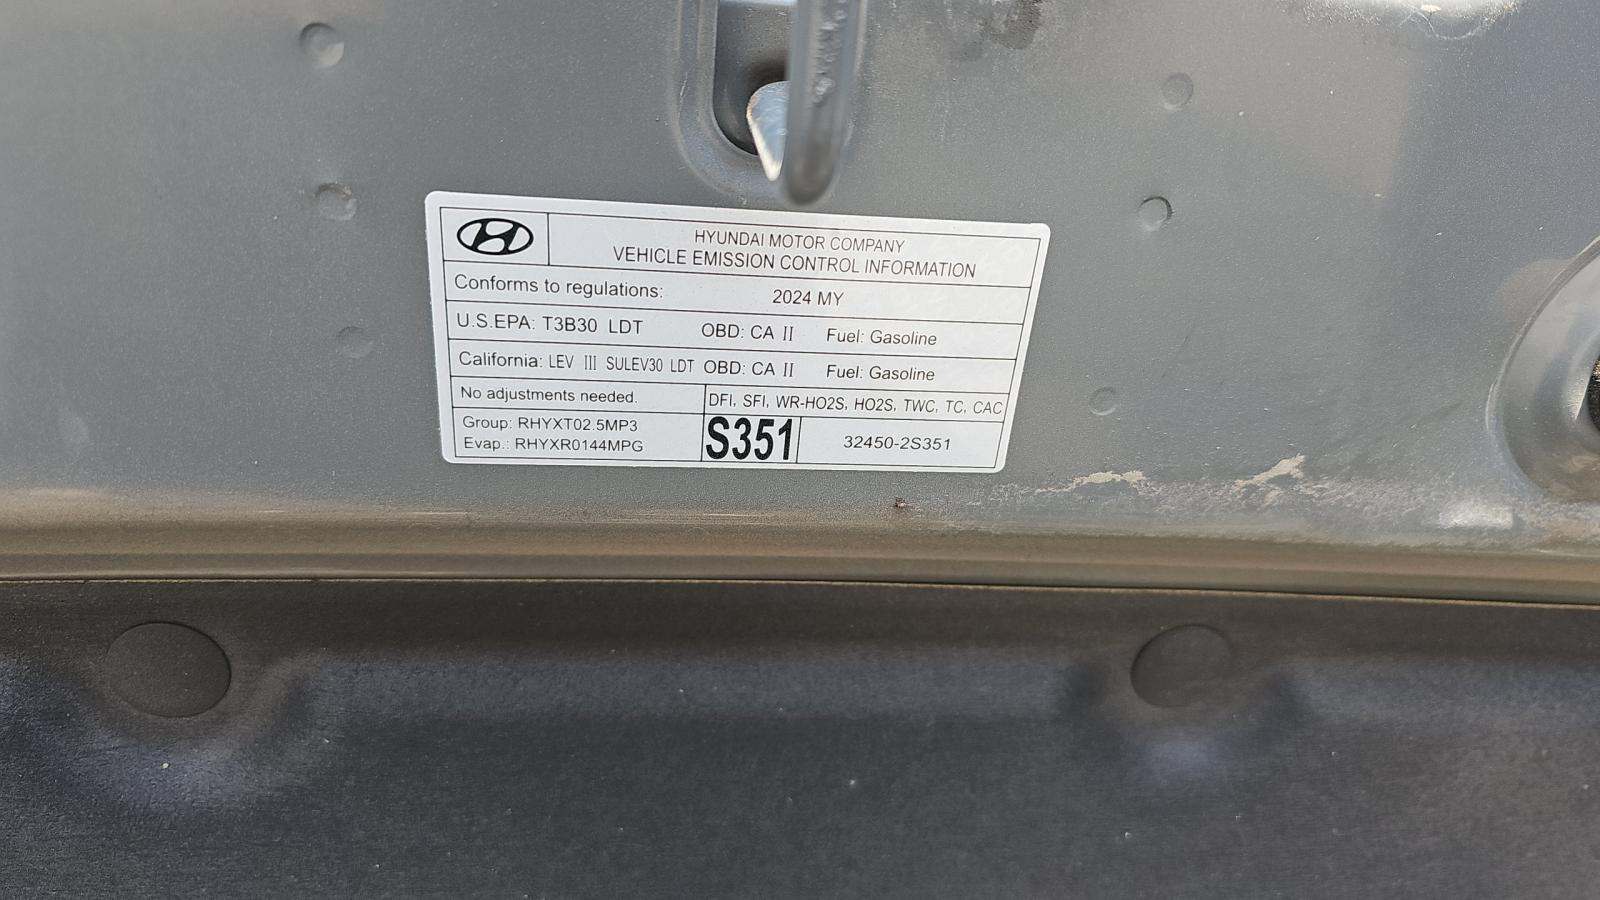 HYUNDAI MOTOR COMPANY
VEHICLE EMISSION CONTROL INFORMATION
Conforms to regulations: 2024 MY
U.S.EPA: T3B30 LDT OBD: CA II Fuel: Gasoline
California: LEV III SULEV30 LDT OBD: CA II Fuel: Gasoline
No adjustments needed. DFI, SFI, WR-HO2S, HO2S, TWC, TC, CAC
Group: RHYXT02.5MP3
Evap.: RHYXR0144MPG
S351 32450-2S351